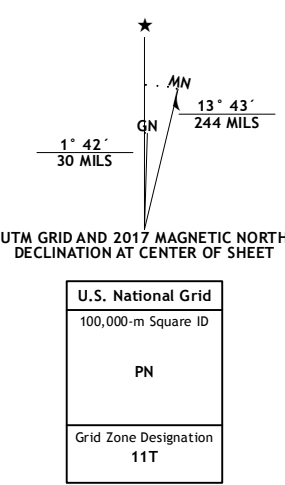 ★
MN
13° 43´
244 MILS
GN
1° 42´
30 MILS
UTM GRID AND 2017 MAGNETIC NORTH
DECLINATION AT CENTER OF SHEET
U.S. National Grid
100,000-m Square ID
PN
Grid Zone Designation
11T